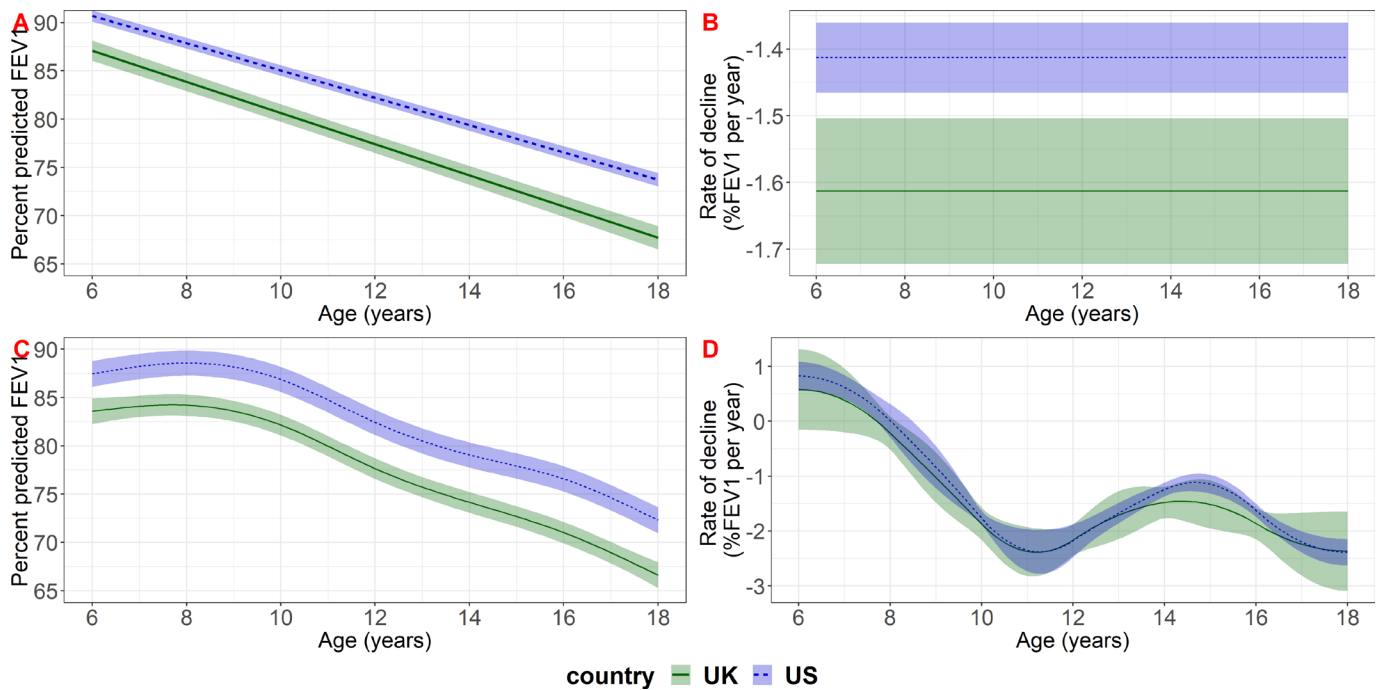 A
Percent predicted FEV1
90
85
80
75
70
65
6 8 10 12 14 16 18
Age (years)
B
Rate of decline
(%FEV1 per year)
-1.4
-1.5
-1.6
-1.7
6 8 10 12 14 16 18
Age (years)
C
Percent predicted FEV1
90
85
80
75
70
65
6 8 10 12 14 16 18
Age (years)
D
Rate of decline
(%FEV1 per year)
1
0
-1
-2
-3
6 8 10 12 14 16 18
Age (years)
country UK US